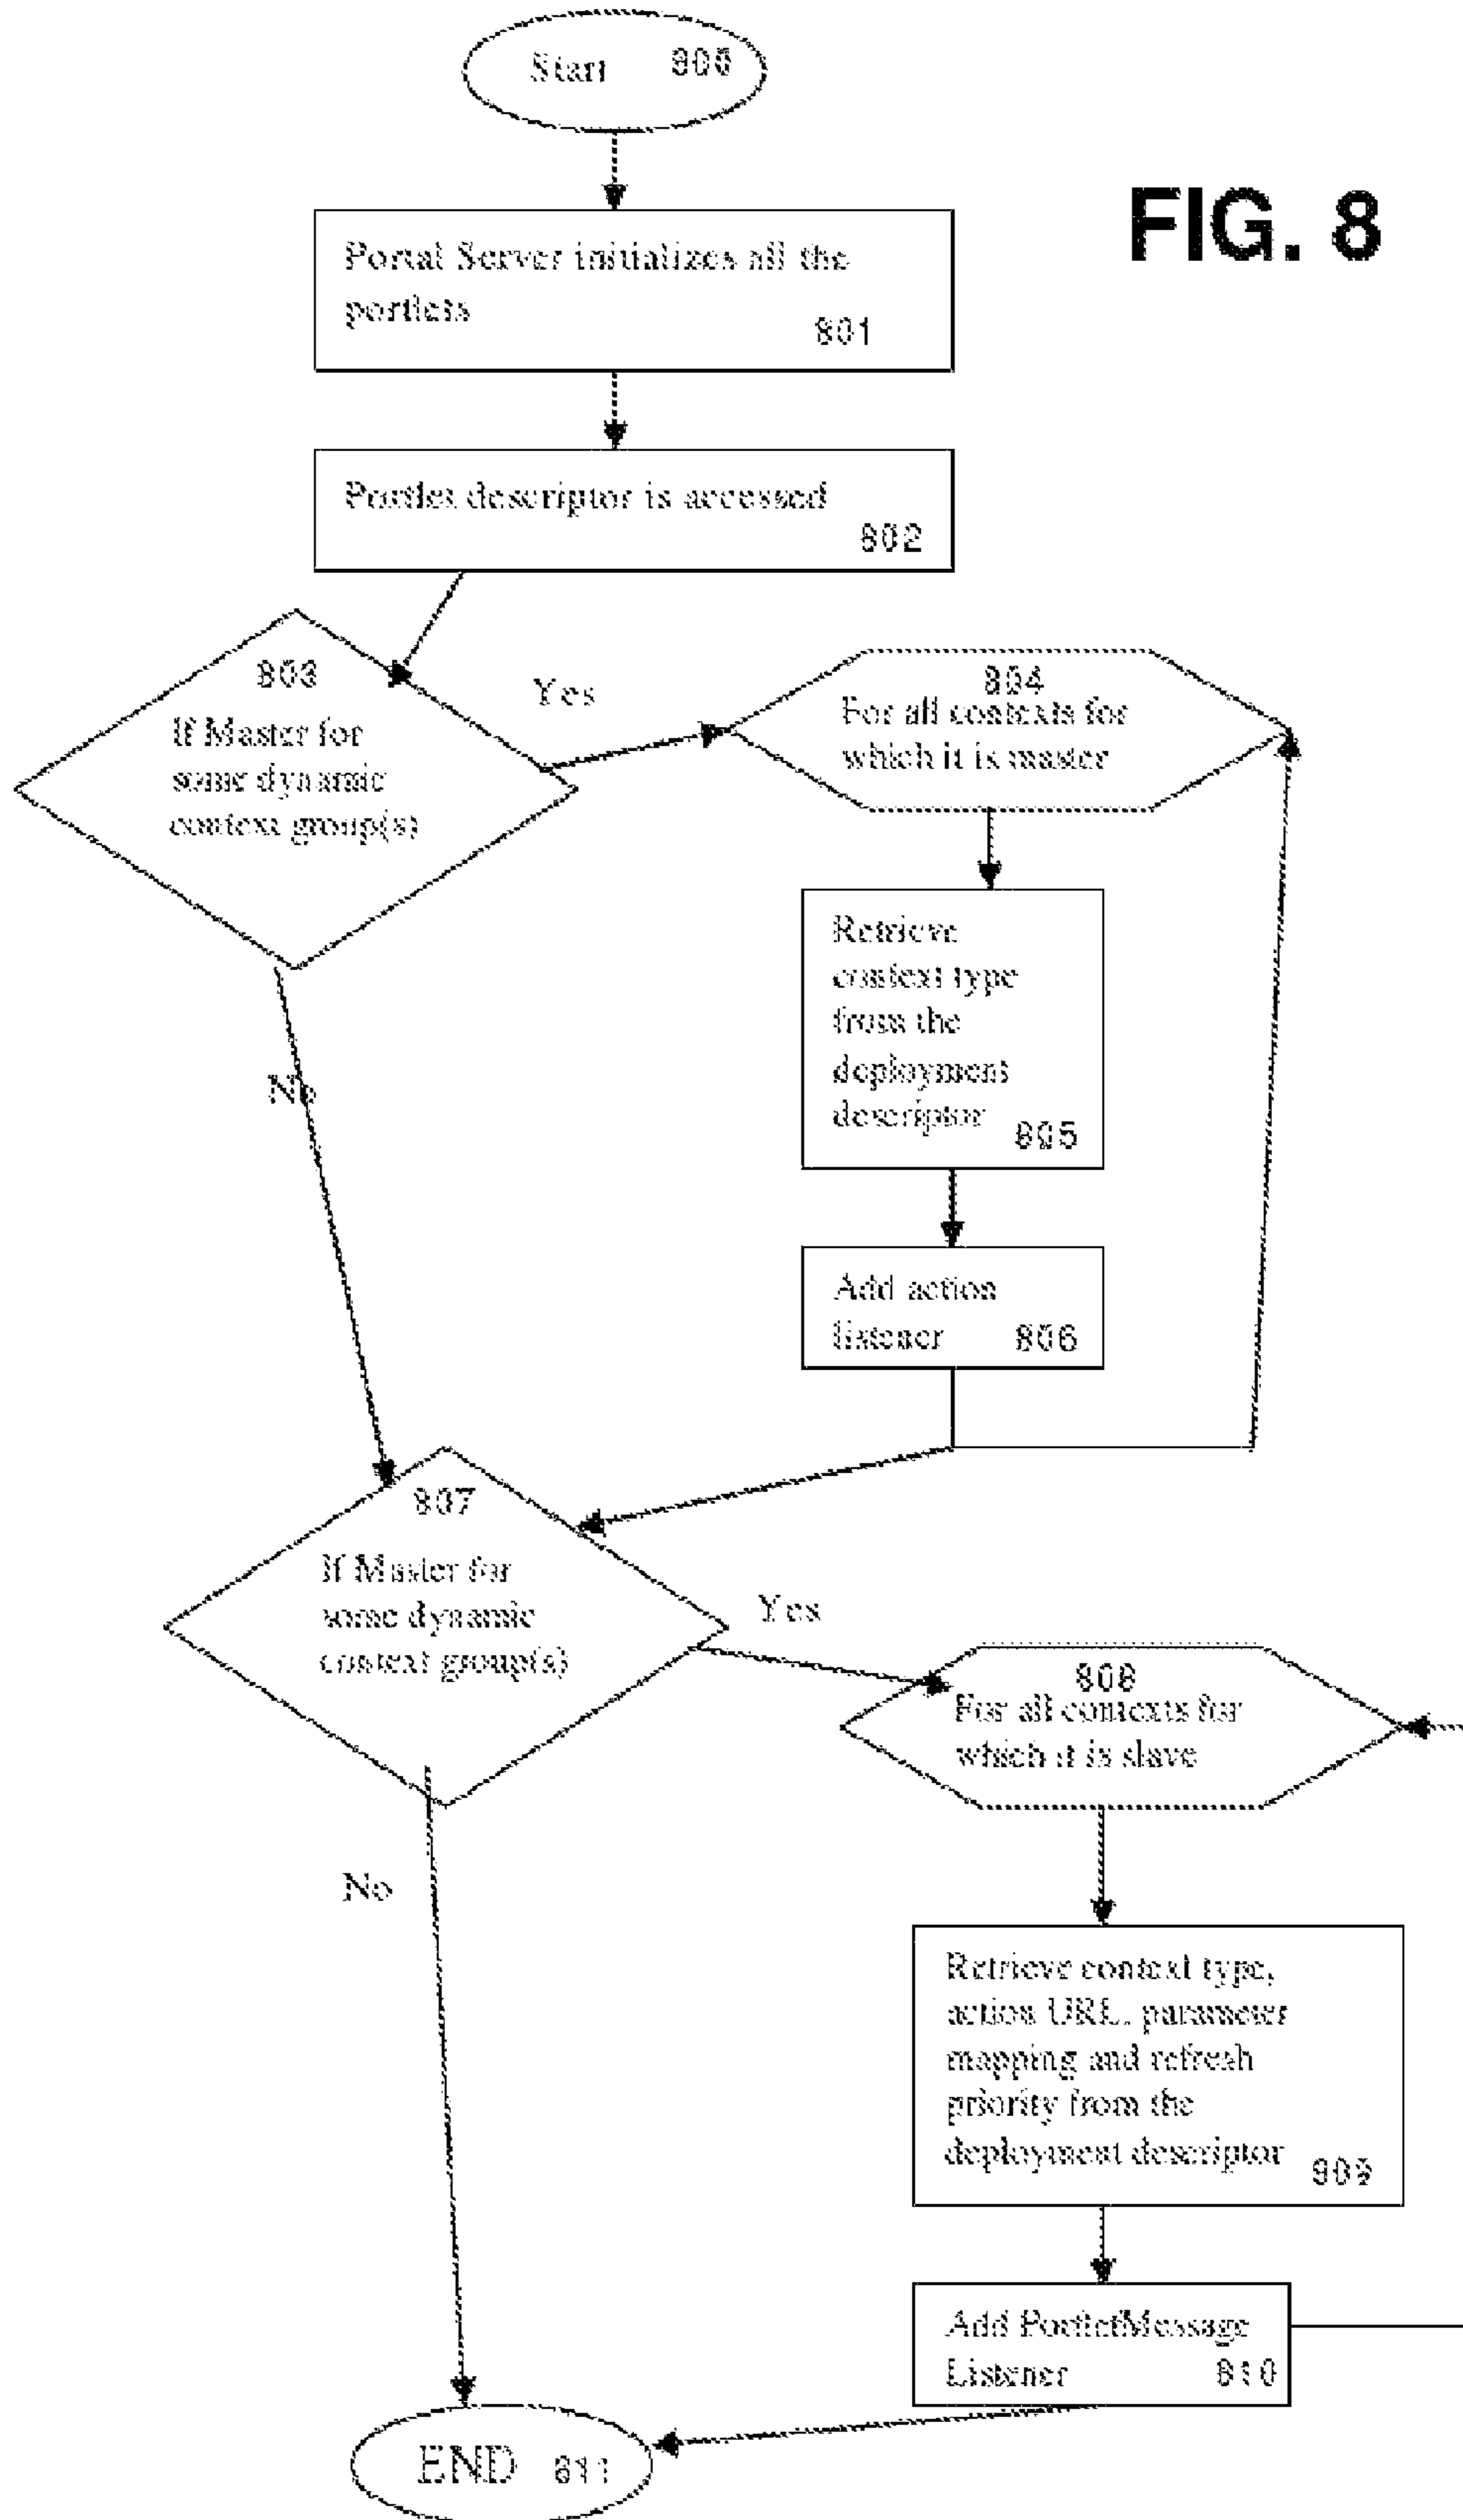 Start 800
FIG. 8
Portal Server initializes all the
portlets
801
Portlet descriptor is accessed
802
803
If Master for
some dynamic
context group(s)
Yes
804
For all contexts for
which it is master
Retrieve
context type
from the
deployment
descriptor
805
No
Add action
listener 806
807
If Master for
some dynamic
context group(s)
Yes
808
For all contexts for
which it is slave
No
Retrieve context type,
action URL, parameter
mapping and refresh
priority from the
deployment descriptor
809
Add PortletMessage
Listener 810
END 811